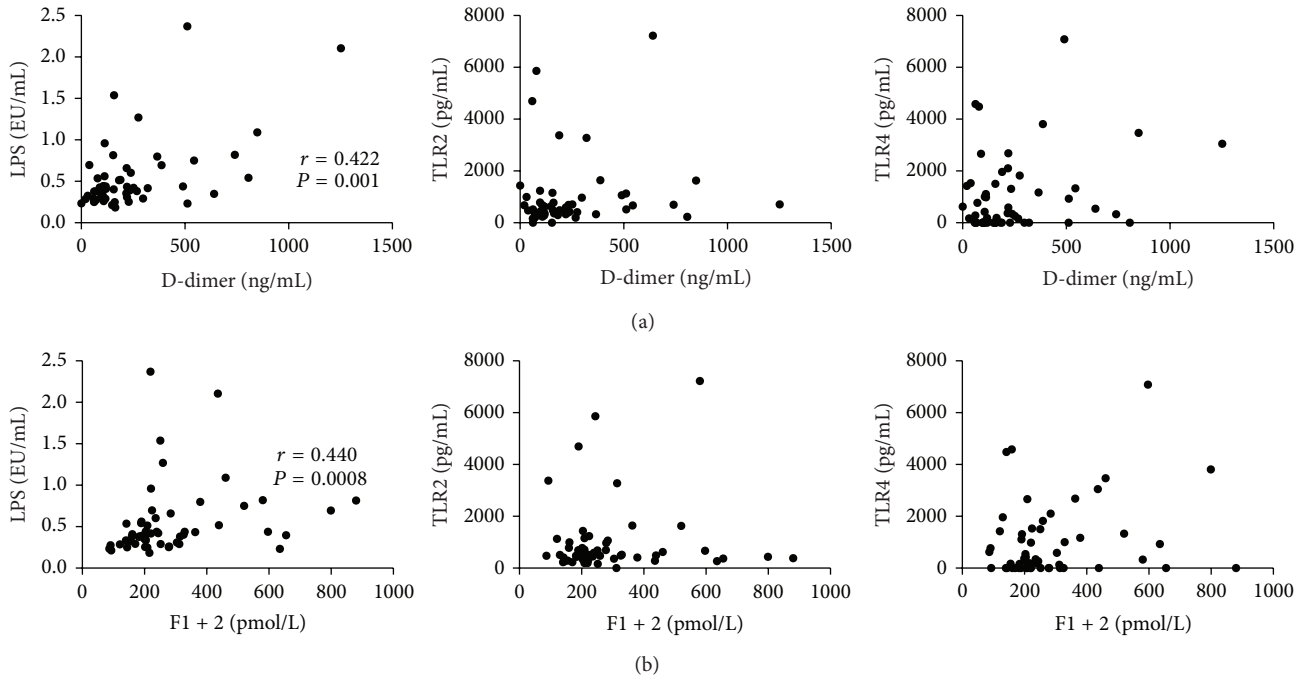 2.5
2.0
1.5
1.0
0.5
0.0
LPS (EU/mL)
r = 0.422
P = 0.001
0 500 1000 1500
D-dimer (ng/mL)
8000
6000
4000
2000
0
TLR2 (pg/mL)
0 500 1000 1500
D-dimer (ng/mL)
8000
6000
4000
2000
0
TLR4 (pg/mL)
0 500 1000 1500
D-dimer (ng/mL)
(a)
2.5
2.0
1.5
1.0
0.5
0.0
LPS (EU/mL)
r = 0.440
P = 0.0008
0 200 400 600 800 1000
F1 + 2 (pmol/L)
8000
6000
4000
2000
0
TLR2 (pg/mL)
0 200 400 600 800 1000
F1 + 2 (pmol/L)
8000
6000
4000
2000
0
TLR4 (pg/mL)
0 200 400 600 800 1000
F1 + 2 (pmol/L)
(b)